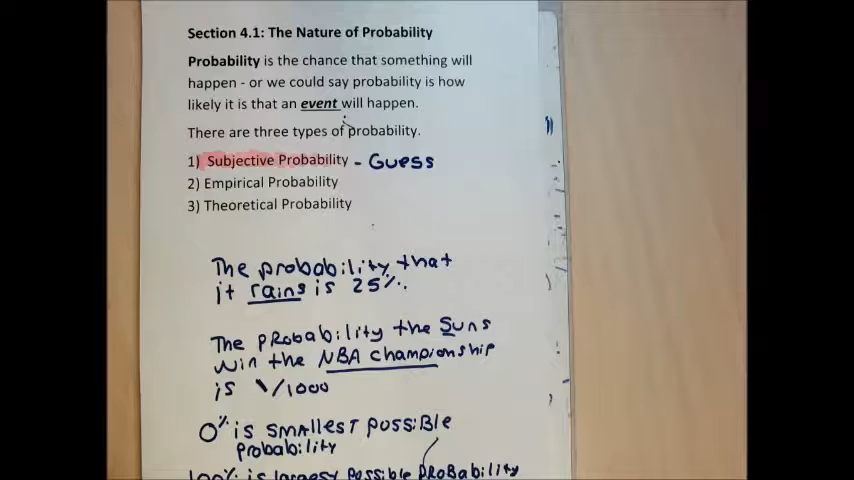 Section 4.1: The Nature of Probability
Probability is the chance that something will
happen - or we could say probability is how
likely it is that an event will happen.
There are three types of probability.
1) Subjective Probability - Guess
2) Empirical Probability
3) Theoretical Probability
The probability that
it rains is 25%.
The probability the Suns
win the NBA championship
is 1/1000
0% is smallest possible
probability
100% is largest possible probability